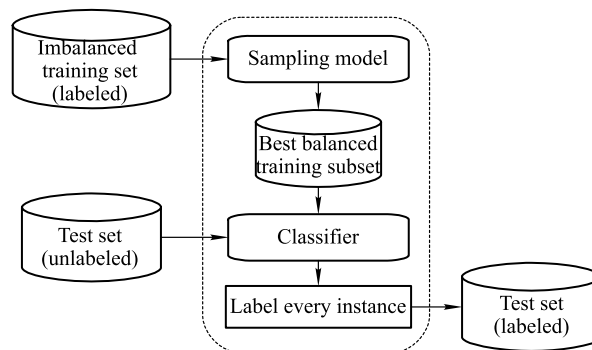 Imbalanced
training set
(labeled)
Sampling model
Best balanced
training subset
Test set
(unlabeled)
Classifier
Label every instance
Test set
(labeled)